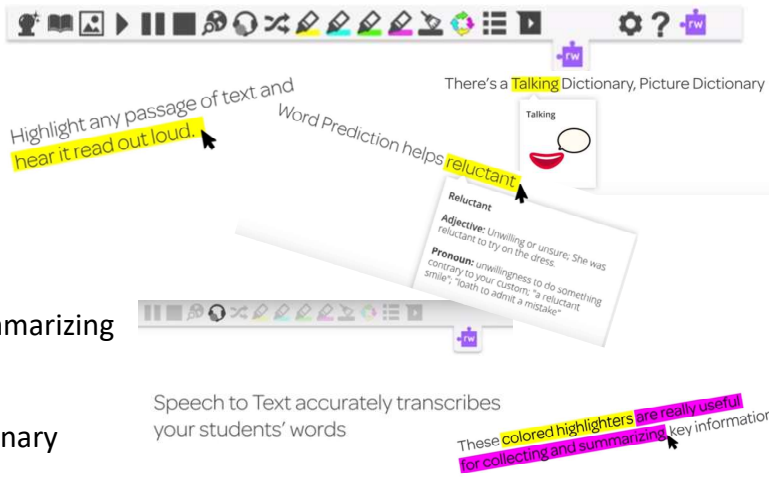 rw
rw
There's a Talking Dictionary, Picture Dictionary
Talking
Highlight any passage of text and
hear it read out loud.
Word Prediction helps reluctant
Reluctant
Adjective: Unwilling or unsure; She was
reluctant to try on the dress.
Pronoun: unwillingness to do something
contrary to your custom; "a reluctant
smile"; "loath to admit a mistake"
marizing
rw
Speech to Text accurately transcribes
your students' words
nary
These colored highlighters are really useful
for collecting and summarizing key information